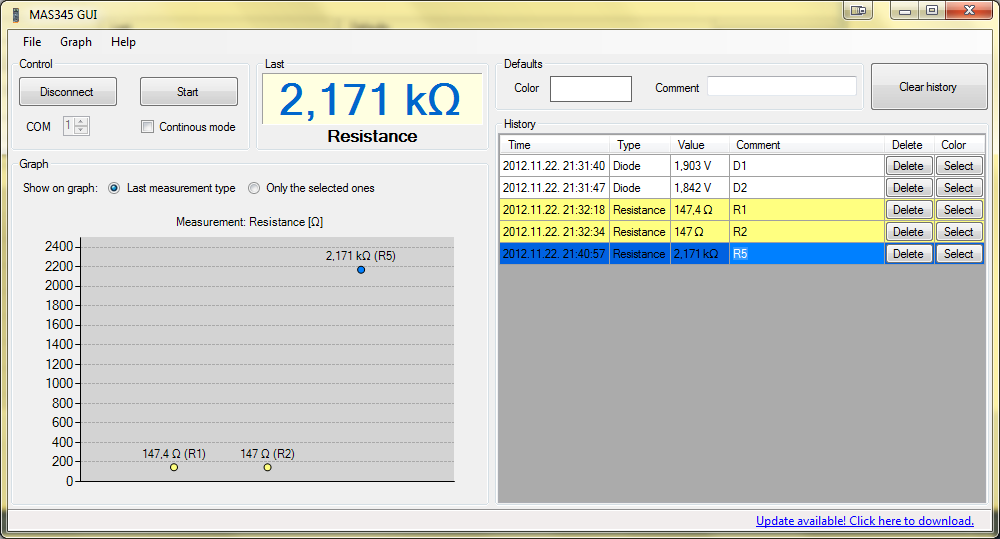 MAS345 GUI
File Graph Help
Control
Disconnect Start
COM 1 Continous mode
Last
2,171 kΩ
Resistance
Defaults
Color Comment
Clear history
Graph
Show on graph: Last measurement type Only the selected ones
Measurement: Resistance [Ω]
2400
2200
2000
1800
1600
1400
1200
1000
800
600
400
200
0
2,171 kΩ (R5)
147,4 Ω (R1) 147 Ω (R2)
History
Time Type Value Comment Delete Color
2012.11.22. 21:31:40 Diode 1,903 V D1 Delete Select
2012.11.22. 21:31:47 Diode 1,842 V D2 Delete Select
2012.11.22. 21:32:18 Resistance 147,4 Ω R1 Delete Select
2012.11.22. 21:32:34 Resistance 147 Ω R2 Delete Select
2012.11.22. 21:40:57 Resistance 2,171 kΩ R5 Delete Select
Update available! Click here to download.